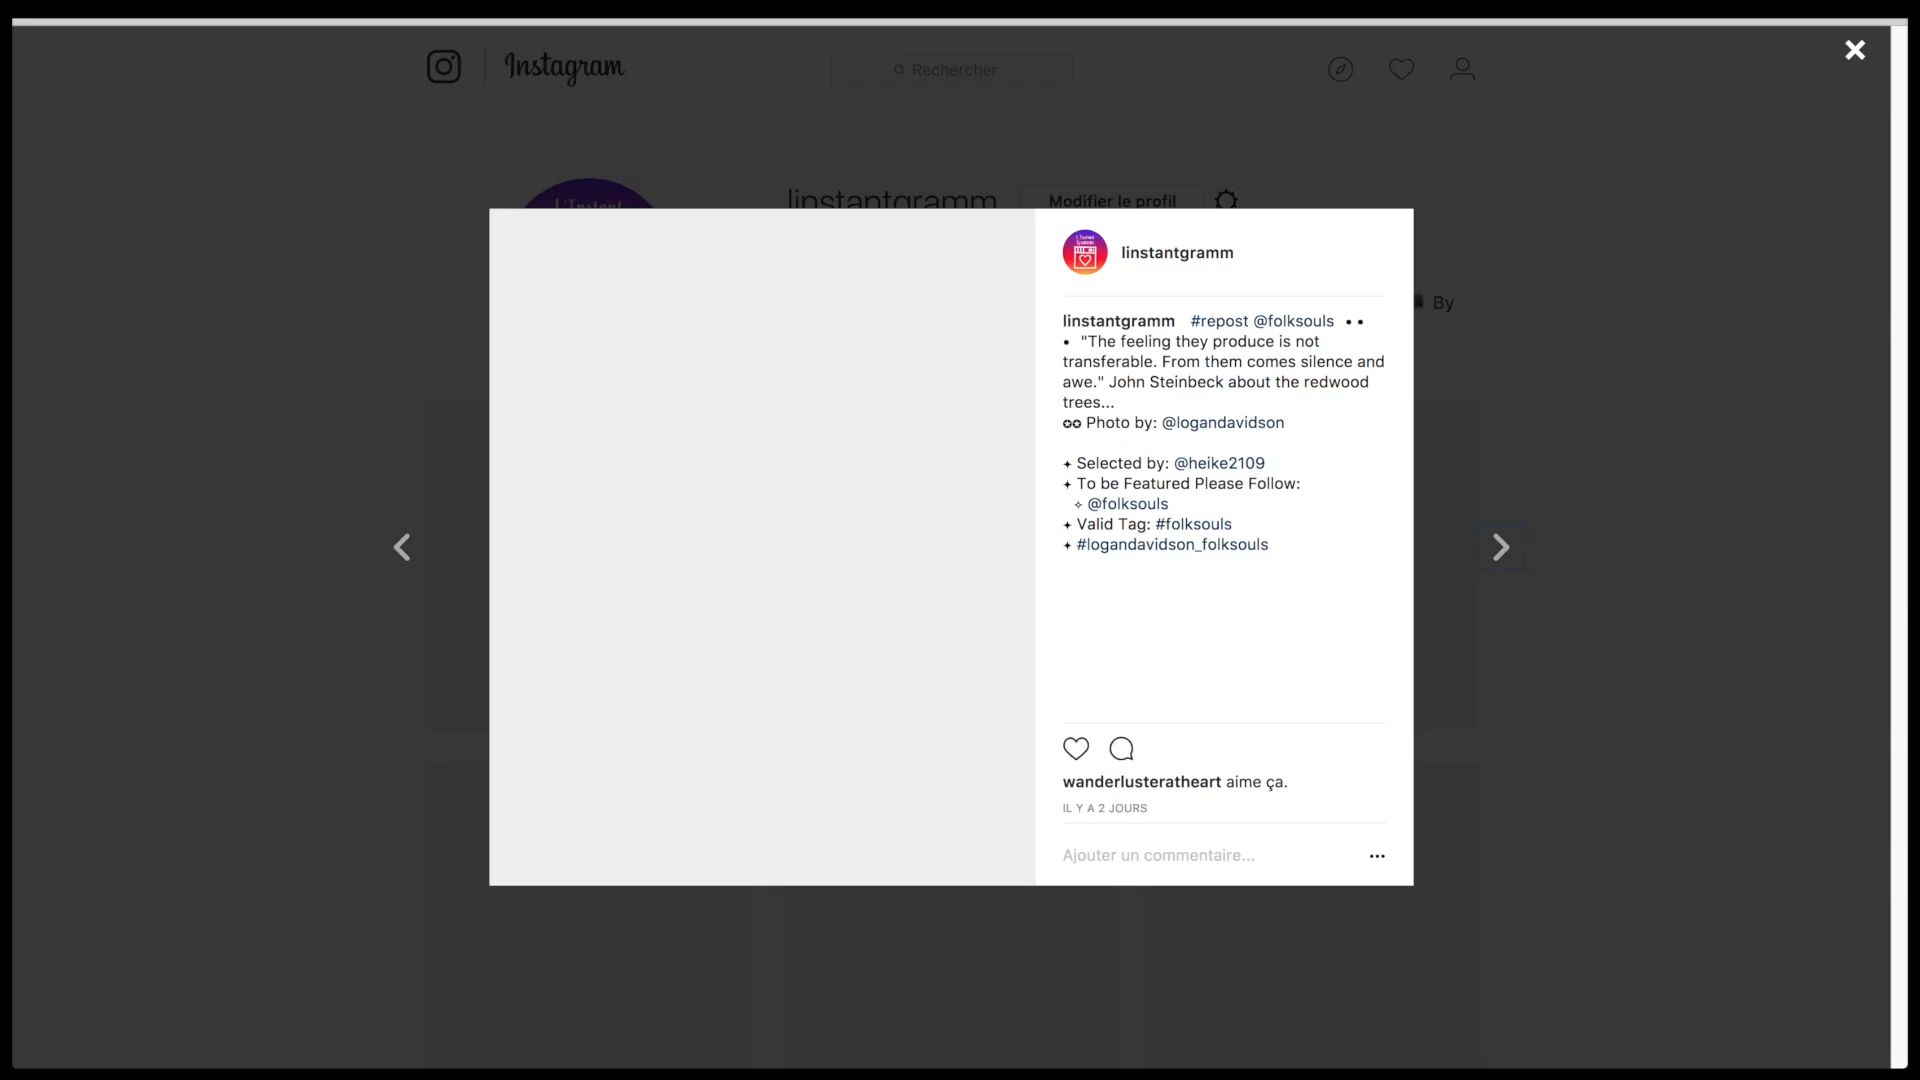 Instagram
Rechercher
L'Instant
linstantgramm
Modifier le profil
By
linstantgramm
linstantgramm #repost @folksouls • •
• "The feeling they produce is not
transferable. From them comes silence and
awe." John Steinbeck about the redwood
trees...
✪✪ Photo by: @logandavidson
✦ Selected by: @heike2109
✦ To be Featured Please Follow:
✧ @folksouls
✦ Valid Tag: #folksouls
✦ #logandavidson_folksouls
wanderlusteratheart aime ça.
IL Y A 2 JOURS
Ajouter un commentaire...